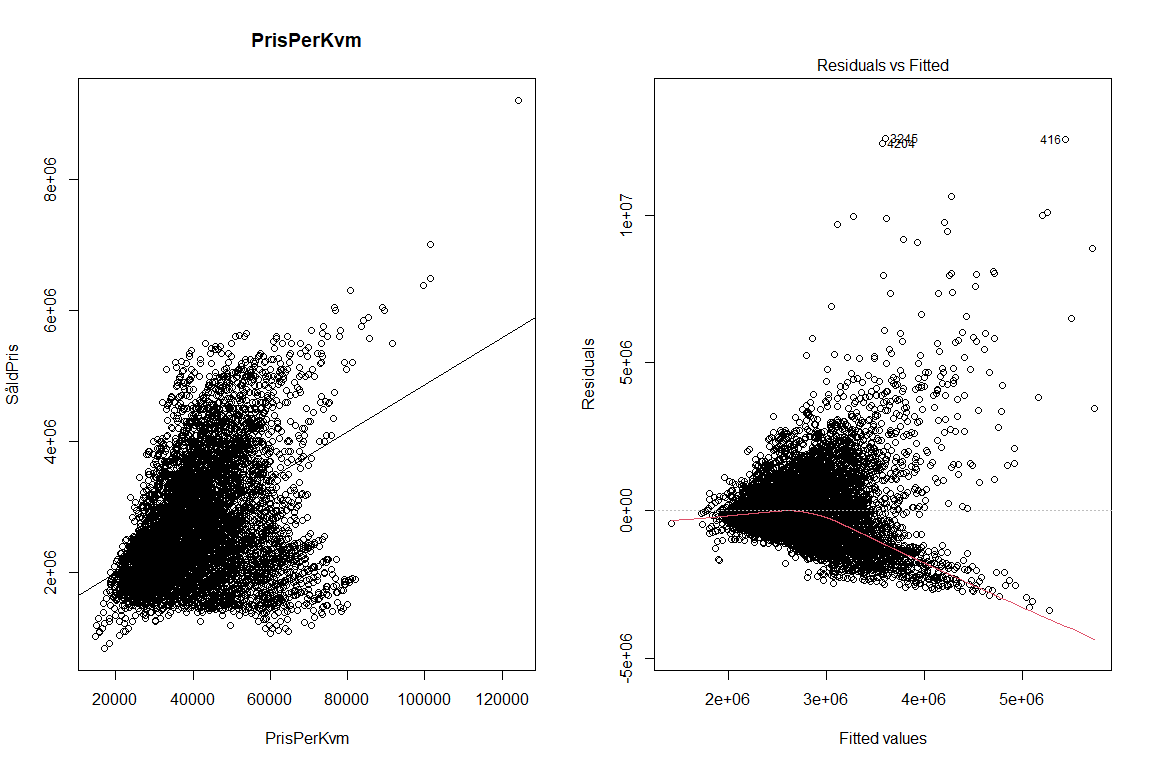 PrisPerKvm
SåldPris
8e+06
6e+06
4e+06
2e+06
20000 40000 60000 80000 100000 120000
PrisPerKvm
Residuals vs Fitted
Residuals
1e+07
5e+06
0e+00
-5e+06
3245
4204
416
2e+06 3e+06 4e+06 5e+06
Fitted values